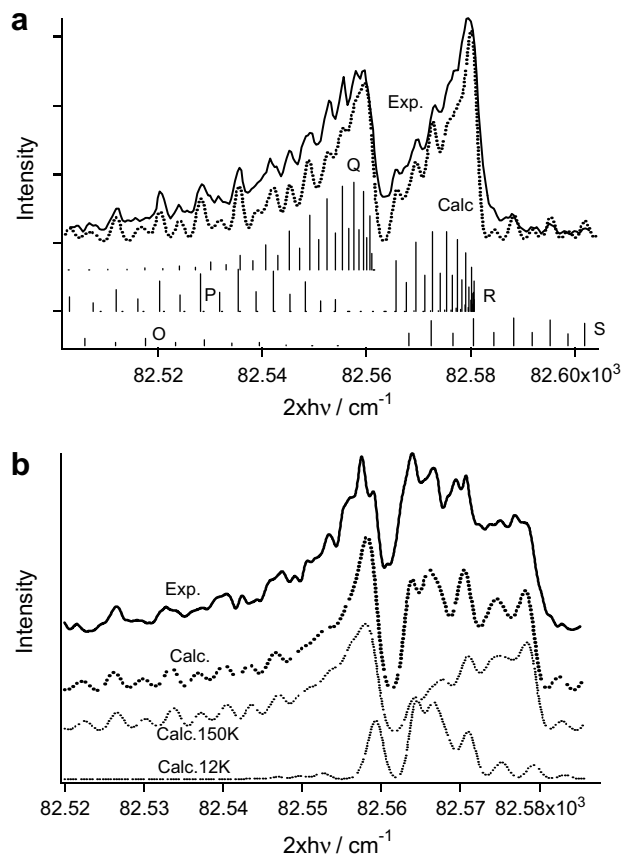 a
Exp.
Q
Calc
P
R
O
S
Intensity
82.52 82.54 82.56 82.58 82.60x10³
2xhν / cm⁻¹
b
Exp.
Calc.
Calc.150K
Calc.12K
Intensity
82.52 82.53 82.54 82.55 82.56 82.57 82.58x10³
2xhν / cm⁻¹